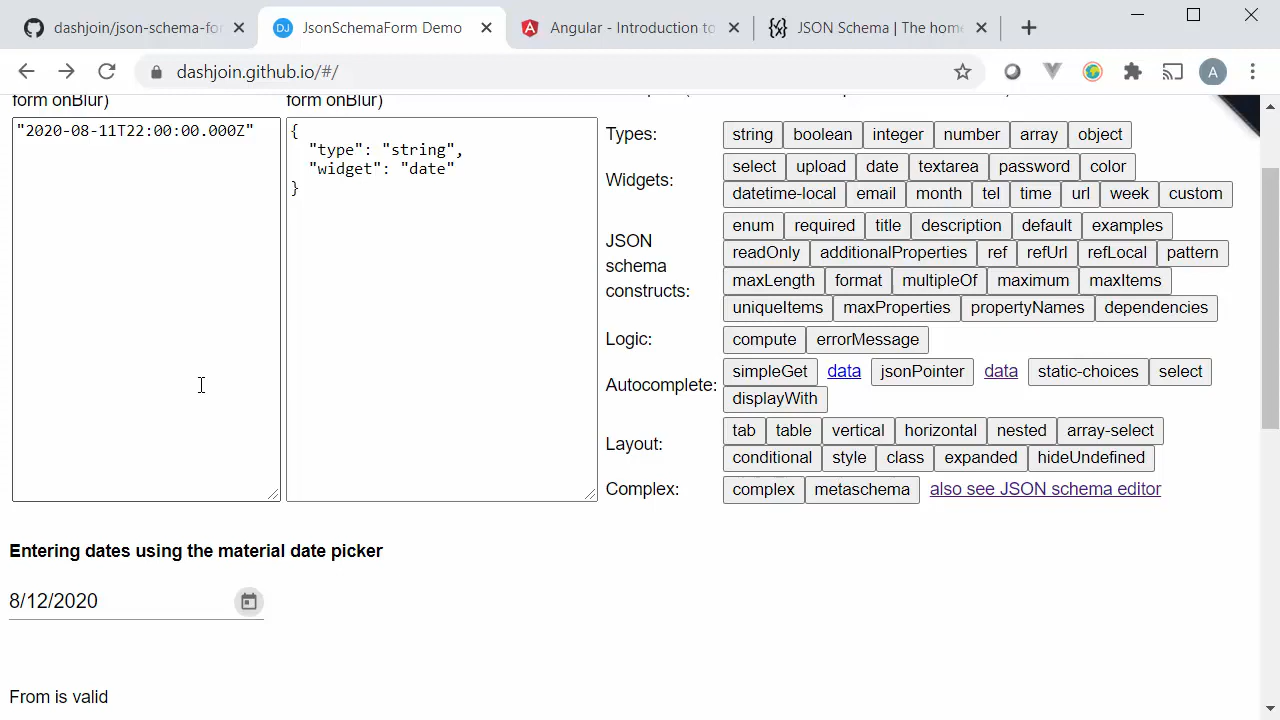 dashjoin/json-schema-for
JsonSchemaForm Demo
Angular - Introduction to
JSON Schema | The home
dashjoin.github.io/#/
A
form onBlur)
form onBlur)
"2020-08-11T22:00:00.000Z"
{
"type": "string",
"widget": "date"
}
Types: string boolean integer number array object
Widgets: select upload date textarea password color
datetime-local email month tel time url week custom
JSON schema constructs: enum required title description default examples
readOnly additionalProperties ref refUrl refLocal pattern
maxLength format multipleOf maximum maxItems
uniqueItems maxProperties propertyNames dependencies
Logic: compute errorMessage
Autocomplete: simpleGet data jsonPointer data static-choices select
displayWith
Layout: tab table vertical horizontal nested array-select
conditional style class expanded hideUndefined
Complex: complex metaschema also see JSON schema editor
Entering dates using the material date picker
8/12/2020
From is valid